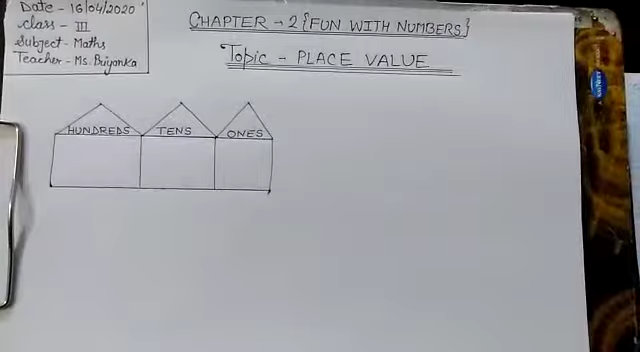 Date - 16/04/2020
Class - III
Subject - Maths
Teacher - Ms. Priyanka
CHAPTER - 2 {FUN WITH NUMBERS}
Topic - PLACE VALUE
HUNDREDS TENS ONES